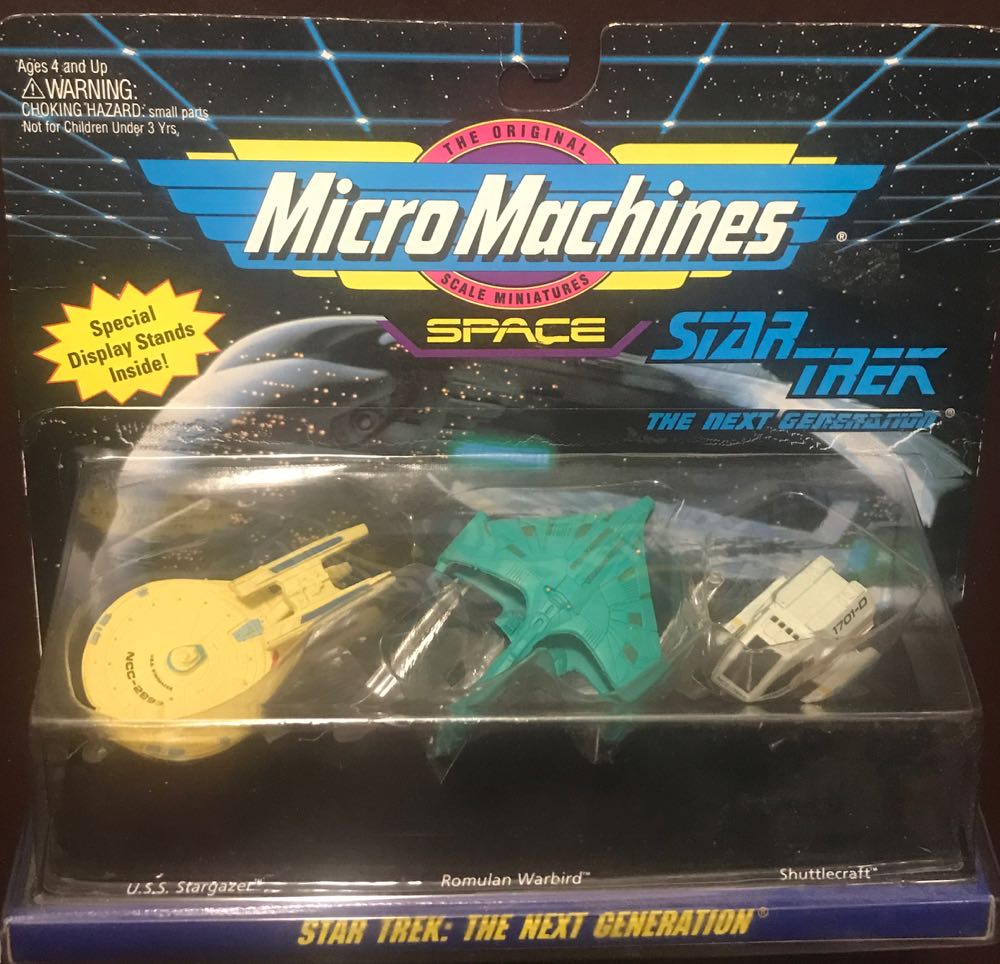 Ages 4 and Up
⚠WARNING:
CHOKING HAZARD: small parts
Not for Children Under 3 Yrs,
THE ORIGINAL
Micro Machines®
SCALE MINIATURES
SPACE
STAR TREK
THE NEXT GENERATION®
Special
Display Stands
Inside!
NCC-2893
1701-D
U.S.S. Stargazer™
Romulan Warbird™
Shuttlecraft™
STAR TREK: THE NEXT GENERATION®